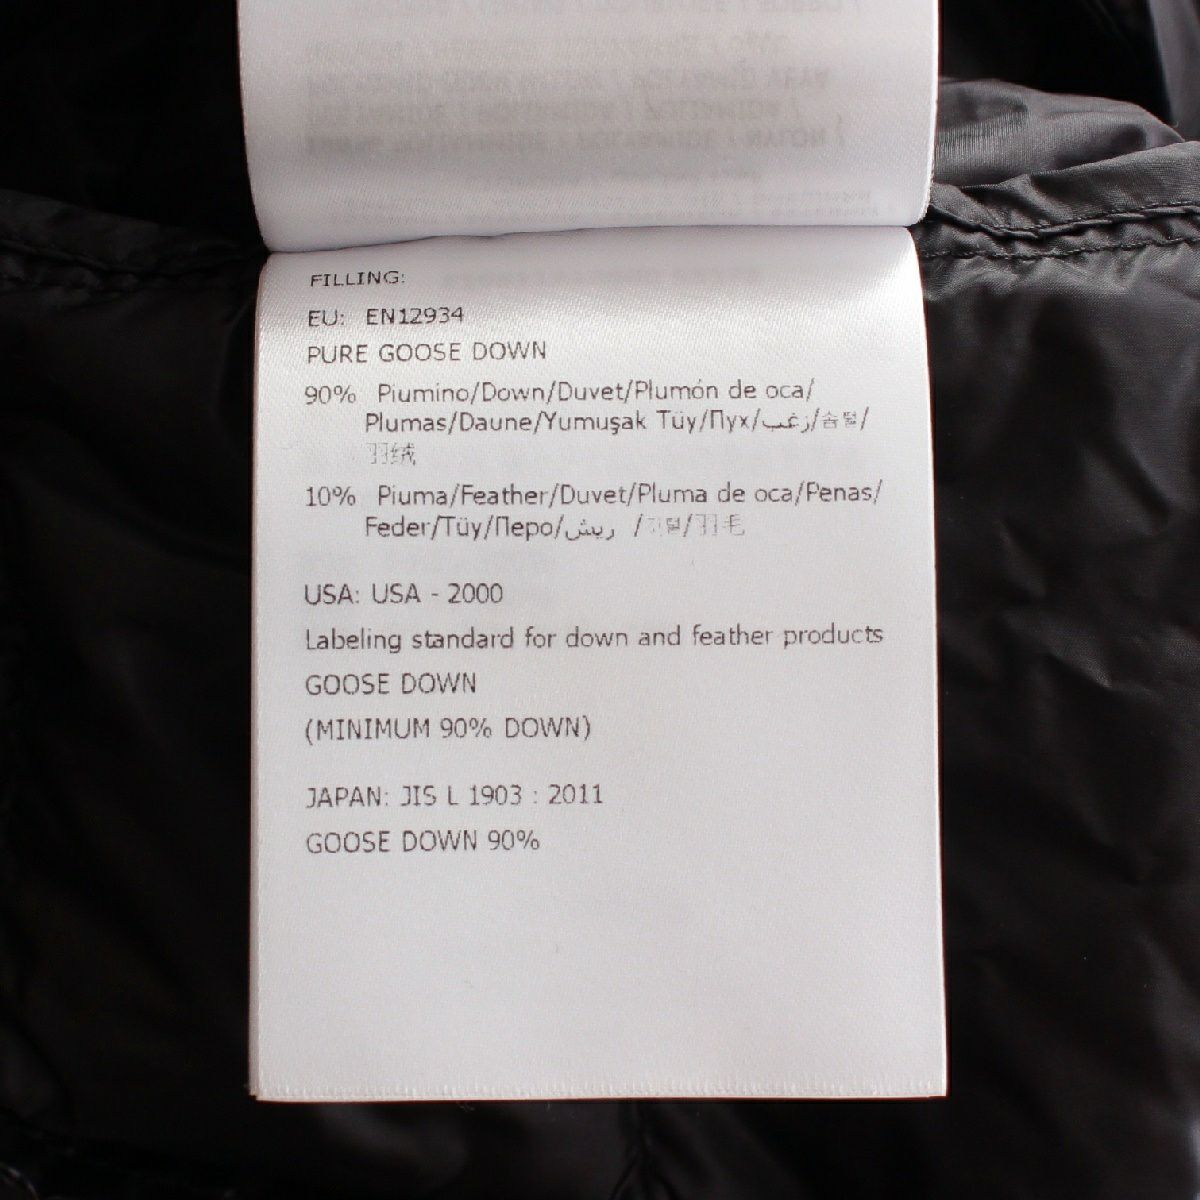 FILLING:
EU: EN12934
PURE GOOSE DOWN
90% Piumino/Down/Duvet/Plumón de oca/
Plumas/Daune/Yumuşak Tüy/Пух/زغب/솜털/
羽绒
10% Piuma/Feather/Duvet/Pluma de oca/Penas/
Feder/Tüy/Перо/ريش /깃털/羽毛
USA: USA - 2000
Labeling standard for down and feather products
GOOSE DOWN
(MINIMUM 90% DOWN)
JAPAN: JIS L 1903 : 2011
GOOSE DOWN 90%